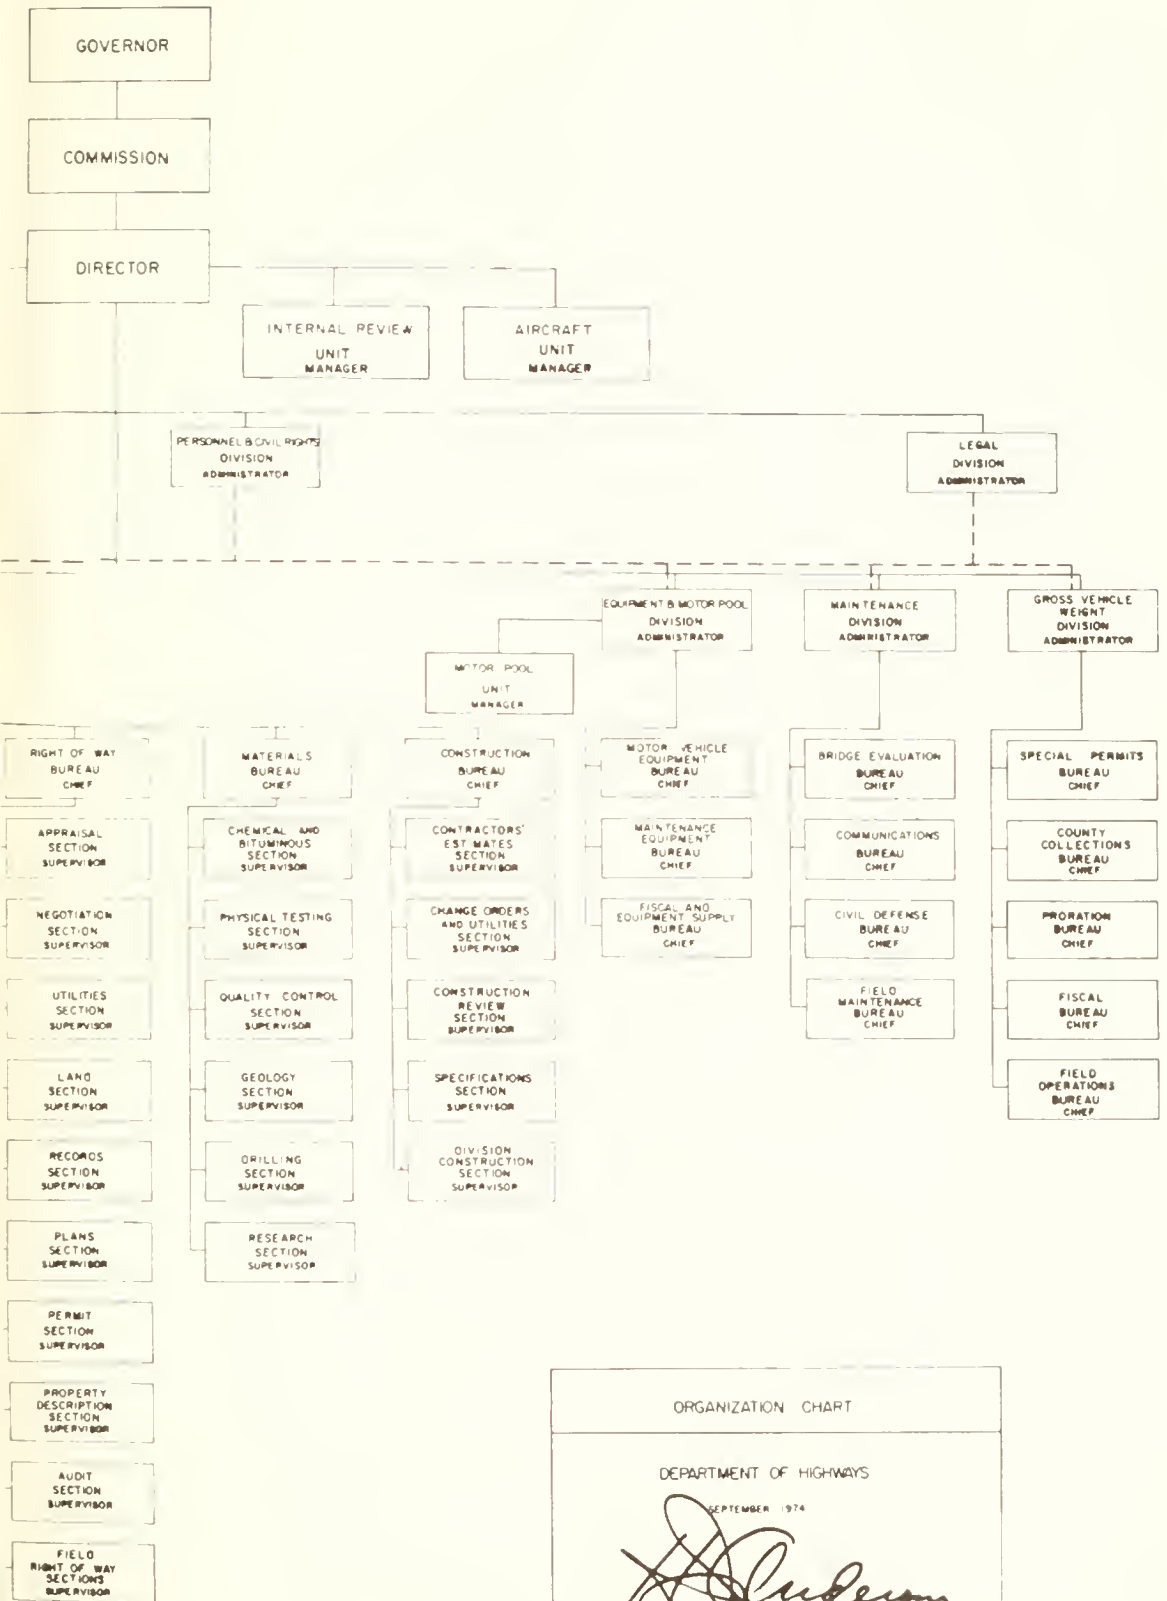 GOVERNOR
COMMISSION
DIRECTOR
INTERNAL REVIEW
UNIT
MANAGER
AIRCRAFT
UNIT
MANAGER
PERSONNEL & CIVIL RIGHTS
DIVISION
ADMINISTRATOR
LEGAL
DIVISION
ADMINISTRATOR
EQUIPMENT & MOTOR POOL
DIVISION
ADMINISTRATOR
MAINTENANCE
DIVISION
ADMINISTRATOR
GROSS VEHICLE
WEIGHT
DIVISION
ADMINISTRATOR
MOTOR POOL
UNIT
MANAGER
RIGHT OF WAY
BUREAU
CHIEF
APPRAISAL
SECTION
SUPERVISOR
NEGOTIATION
SECTION
SUPERVISOR
UTILITIES
SECTION
SUPERVISOR
LAND
SECTION
SUPERVISOR
RECORDS
SECTION
SUPERVISOR
PLANS
SECTION
SUPERVISOR
PERMIT
SECTION
SUPERVISOR
PROPERTY
DESCRIPTION
SECTION
SUPERVISOR
AUDIT
SECTION
SUPERVISOR
FIELD
RIGHT OF WAY
SECTIONS
SUPERVISOR
MATERIALS
BUREAU
CHIEF
CHEMICAL AND
BITUMINOUS
SECTION
SUPERVISOR
PHYSICAL TESTING
SECTION
SUPERVISOR
QUALITY CONTROL
SECTION
SUPERVISOR
GEOLOGY
SECTION
SUPERVISOR
DRILLING
SECTION
SUPERVISOR
RESEARCH
SECTION
SUPERVISOR
CONSTRUCTION
BUREAU
CHIEF
CONTRACTORS'
ESTIMATES
SECTION
SUPERVISOR
CHANGE ORDERS
AND UTILITIES
SECTION
SUPERVISOR
CONSTRUCTION
REVIEW
SECTION
SUPERVISOR
SPECIFICATIONS
SECTION
SUPERVISOR
DIVISION
CONSTRUCTION
SECTION
SUPERVISOR
MOTOR VEHICLE
EQUIPMENT
BUREAU
CHIEF
MAINTENANCE
EQUIPMENT
BUREAU
CHIEF
FISCAL AND
EQUIPMENT SUPPLY
BUREAU
CHIEF
BRIDGE EVALUATION
BUREAU
CHIEF
COMMUNICATIONS
BUREAU
CHIEF
CIVIL DEFENSE
BUREAU
CHIEF
FIELD
MAINTENANCE
BUREAU
CHIEF
SPECIAL PERMITS
BUREAU
CHIEF
COUNTY
COLLECTIONS
BUREAU
CHIEF
PRORATION
BUREAU
CHIEF
FISCAL
BUREAU
CHIEF
FIELD
OPERATIONS
BUREAU
CHIEF
ORGANIZATION CHART
DEPARTMENT OF HIGHWAYS
SEPTEMBER 1974
Anderson